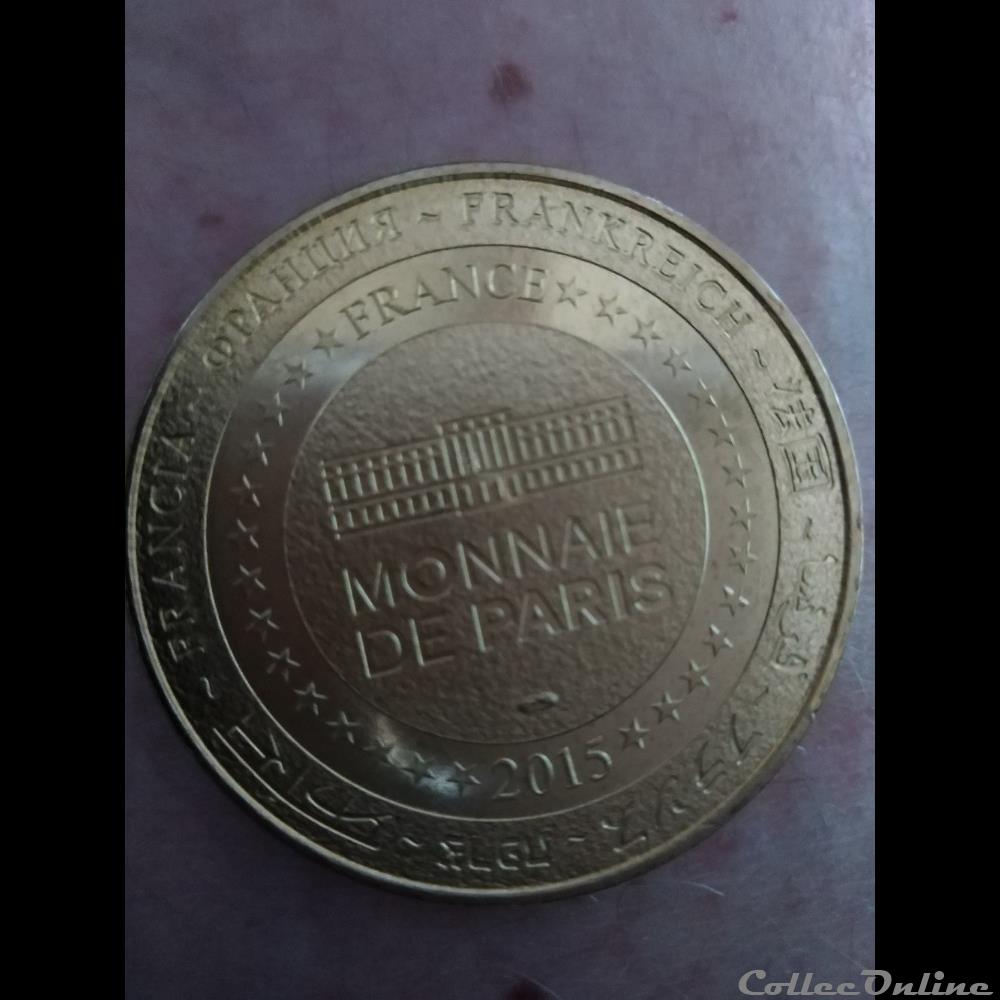 FRANCIA ~ ФРАНЦИЯ ~ FRANKREICH ~ 法国
FRANCE
MONNAIE
DE PARIS
2015
CollecOnline